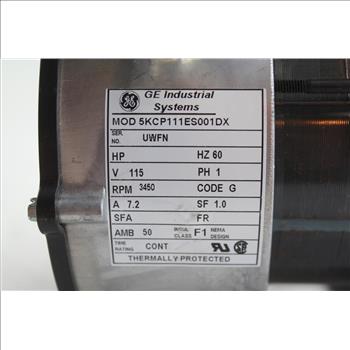 GE GE Industrial
Systems
MOD 5KCP111ES001DX
SER. NO. UWFN
HP HZ 60
V 115 PH 1
RPM 3450 CODE G
A 7.2 SF 1.0
SFA FR
AMB 50 INSUL CLASS F1 NEMA DESIGN
TIME RATING CONT
THERMALLY PROTECTED